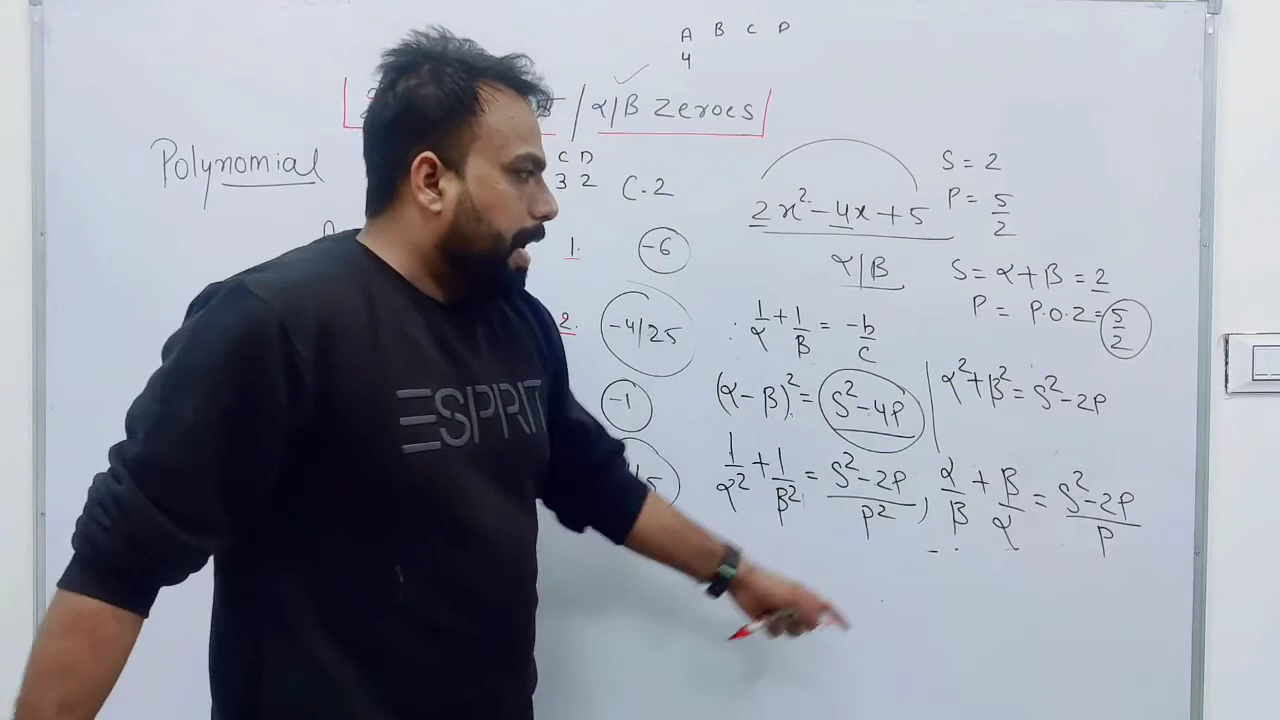 A B C D
4
/ α/β Zeroes
Polynomial
C D
3 2
C.2
1. -6
2. -4/25
-1
2x²-4x+5
α/β
S = 2
P = 5/2
S = α+β = 2
P = P.O.Z = 5/2
∴ 1/α + 1/β = -b/c
(α-β)² = S²-4P
α²+β² = S²-2P
1/α² + 1/β² = S²-2P/P² , α/β + β/α = S²-2P/P
ESPRIT